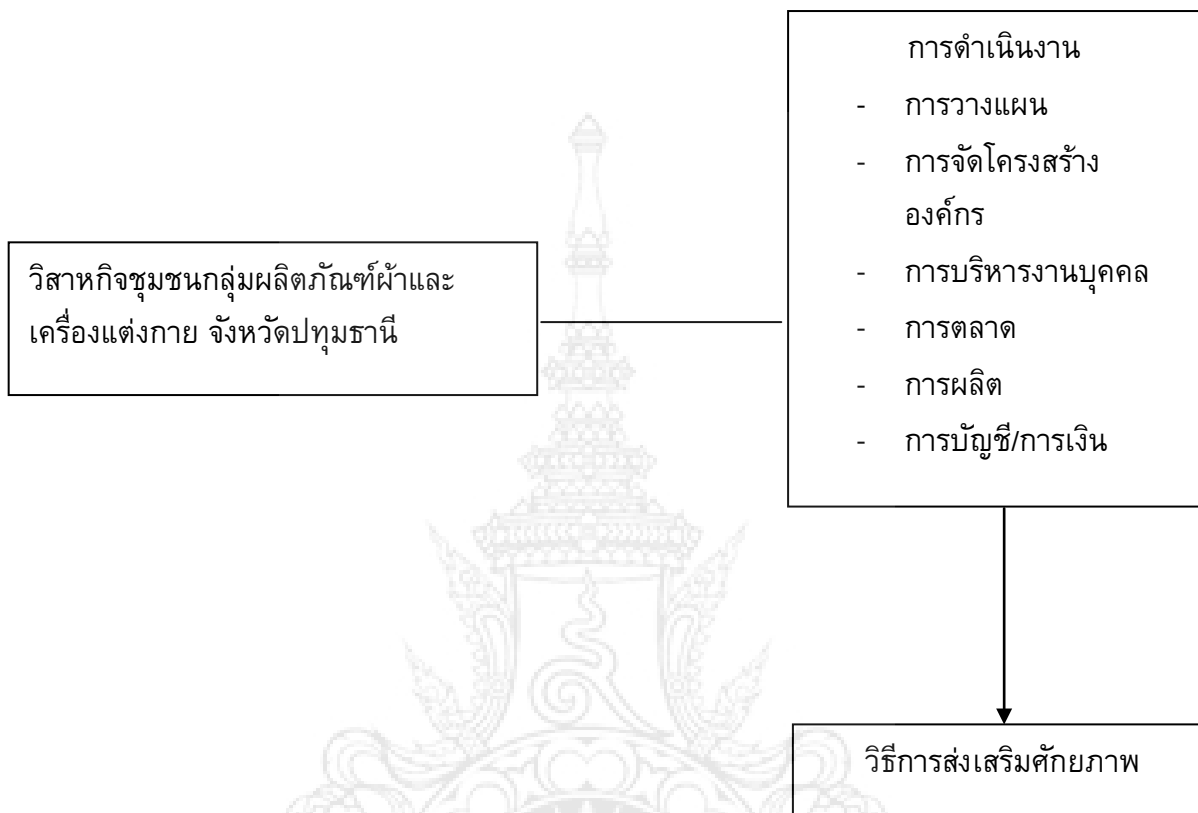 วิสาหกิจชุมชนกลุ่มผลิตภัณฑ์ผ้าและ
เครื่องแต่งกาย จังหวัดปทุมธานี
การดำเนินงาน
- การวางแผน
- การจัดโครงสร้าง
องค์กร
- การบริหารงานบุคคล
- การตลาด
- การผลิต
- การบัญชี/การเงิน
วิธีการส่งเสริมศักยภาพ